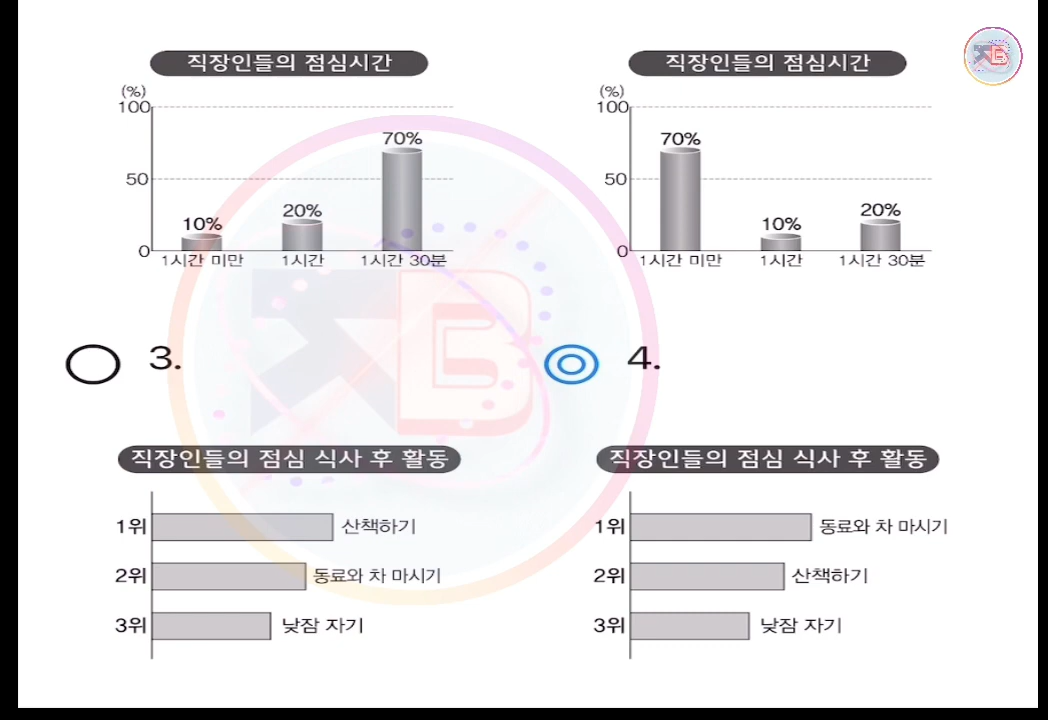 직장인들의 점심시간
(%)
100
50
0
10%
20%
70%
1시간 미만
1시간
1시간 30분
직장인들의 점심시간
(%)
100
50
0
70%
10%
20%
1시간 미만
1시간
1시간 30분
3.
4.
직장인들의 점심 식사 후 활동
1위
산책하기
2위
동료와 차 마시기
3위
낮잠 자기
직장인들의 점심 식사 후 활동
1위
동료와 차 마시기
2위
산책하기
3위
낮잠 자기